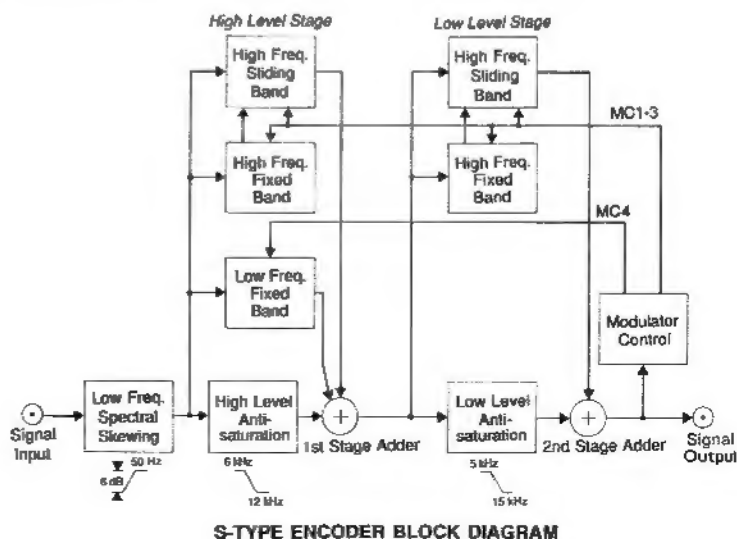 High Level Stage
Low Level Stage
High Freq.
Sliding
Band
High Freq.
Sliding
Band
MC1-3
High Freq.
Fixed
Band
High Freq.
Fixed
Band
MC4
Low Freq.
Fixed
Band
Modulator
Control
Signal
Input
Low Freq.
Spectral
Skewing
High Level
Anti-
saturation
+
1st Stage Adder
Low Level
Anti-
saturation
+
2nd Stage Adder
Signal
Output
6 dB
50 Hz
6 kHz
12 kHz
5 kHz
15 kHz
S-TYPE ENCODER BLOCK DIAGRAM